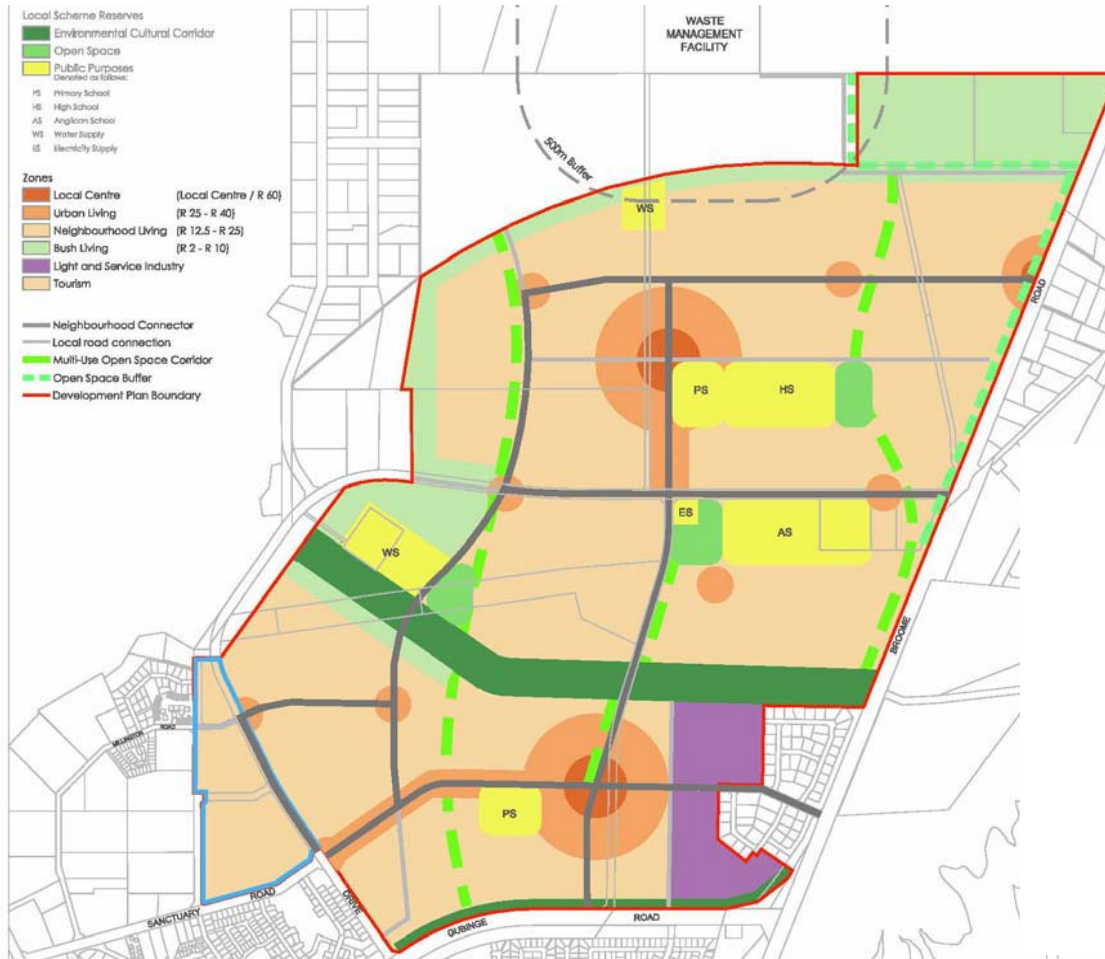 Local Scheme Reserves
Environmental Cultural Corridor
Open Space
Public Purposes
Denoted as follows:
PS Primary School
HS High School
AS Anglican School
WS Water Supply
ES Electricity Supply
Zones
Local Centre (Local Centre / R 60)
Urban Living (R 25 - R 40)
Neighbourhood Living (R 12.5 - R 25)
Bush Living (R 2 - R 10)
Light and Service Industry
Tourism
Neighbourhood Connector
Local road connection
Multi-Use Open Space Corridor
Open Space Buffer
Development Plan Boundary
WASTE
MANAGEMENT
FACILITY
500m Buffer
WS
ROAD
PS
HS
ES
AS
WS
BROOME
MILLINGTON
ROAD
PS
SANCTUARY
ROAD
DRIVE
GUBINGE
ROAD